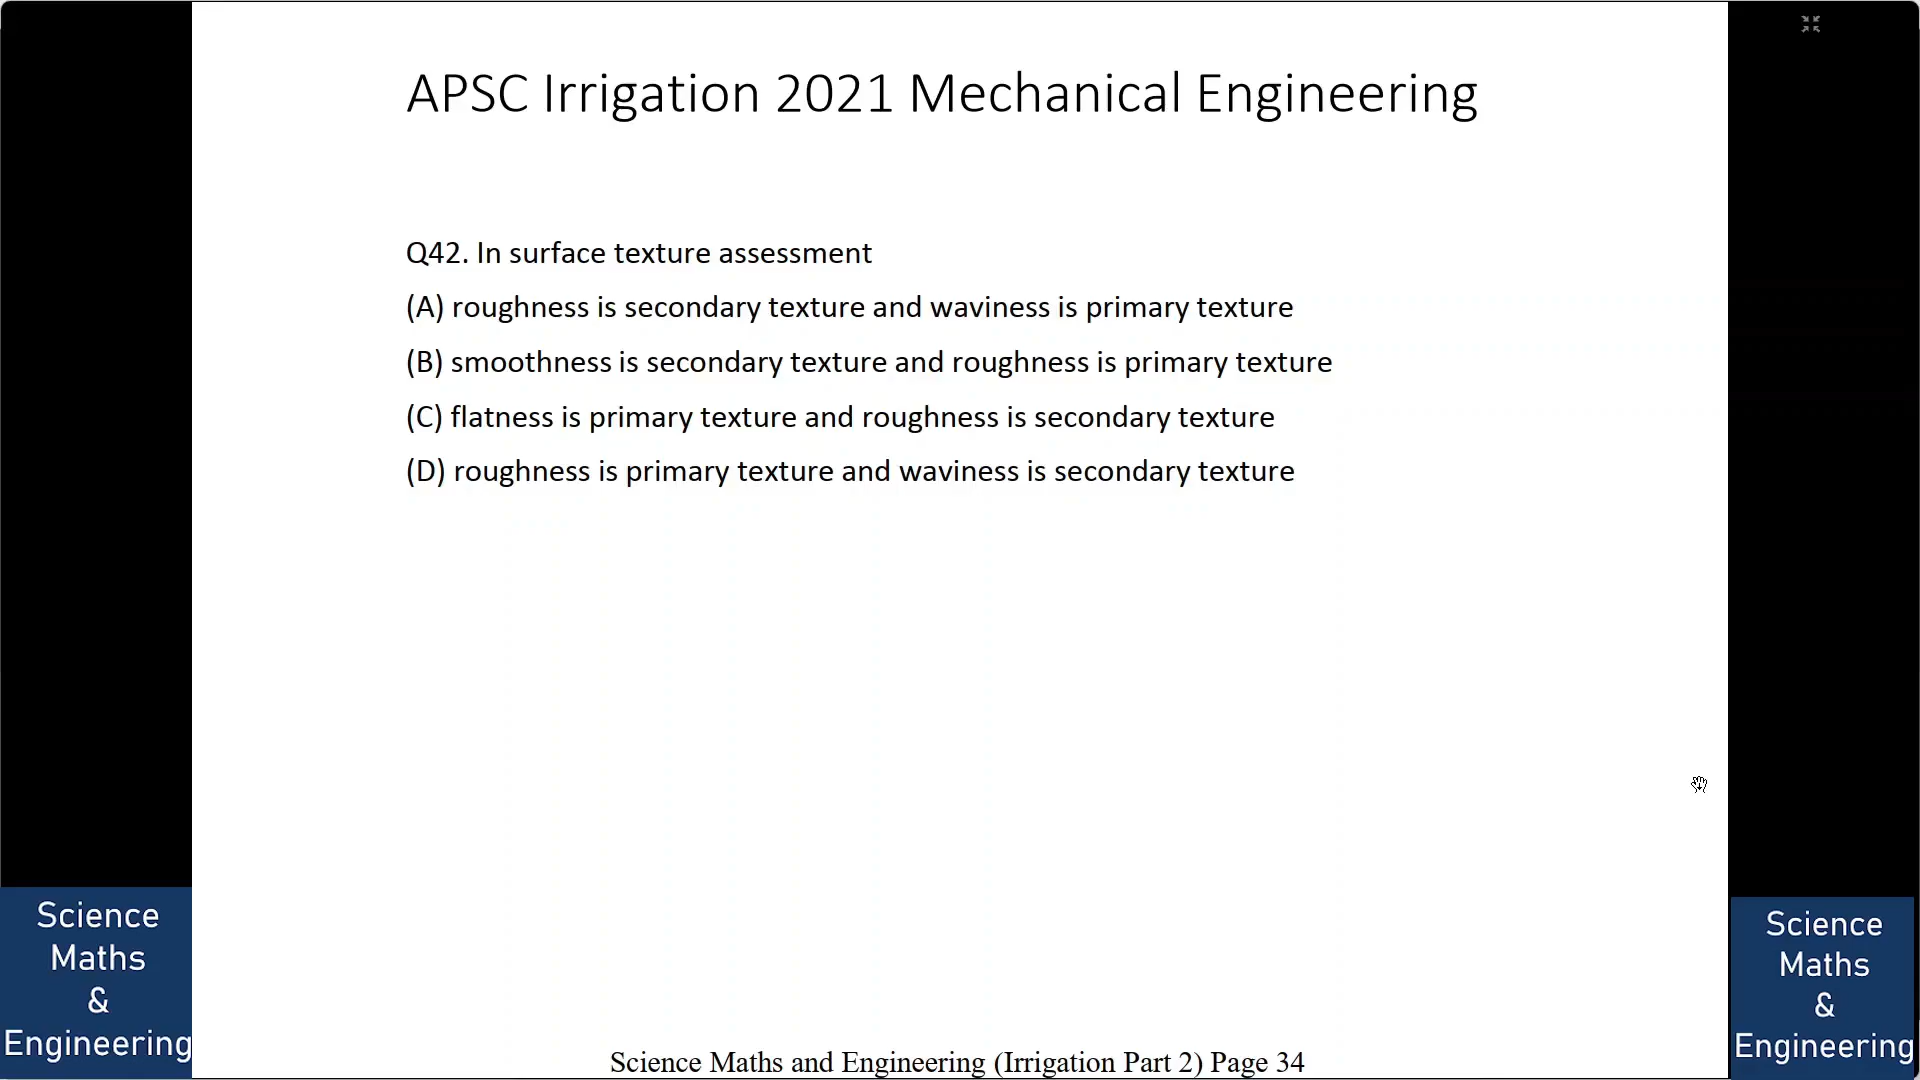 APSC Irrigation 2021 Mechanical Engineering
Q42. In surface texture assessment
(A) roughness is secondary texture and waviness is primary texture
(B) smoothness is secondary texture and roughness is primary texture
(C) flatness is primary texture and roughness is secondary texture
(D) roughness is primary texture and waviness is secondary texture
Science
Maths
&
Engineering
Science
Maths
&
Engineering
Science Maths and Engineering (Irrigation Part 2) Page 34